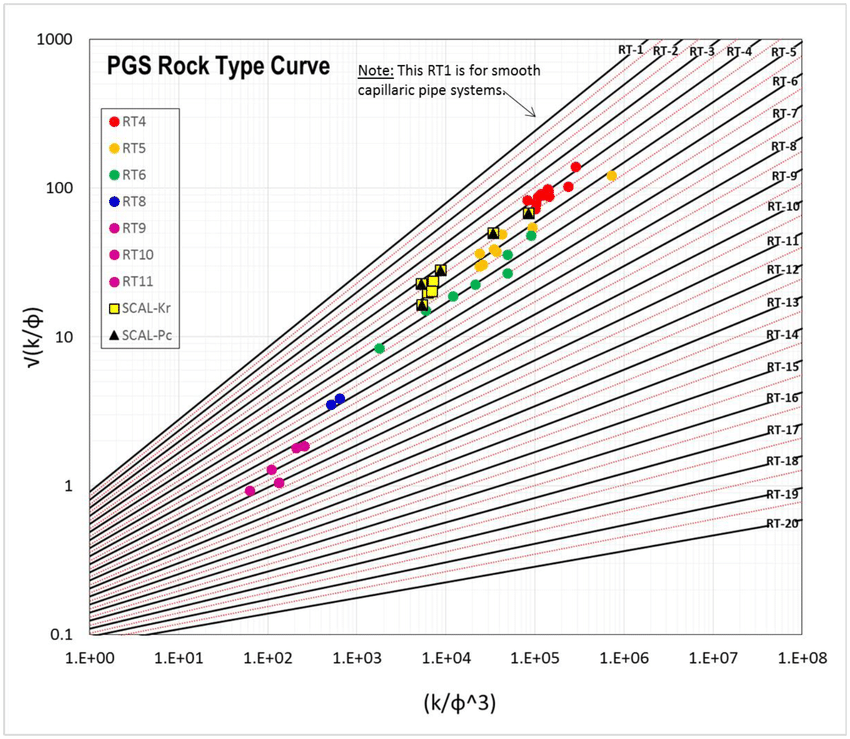 1000
100
10
1
0.1
√(k/ϕ)
PGS Rock Type Curve
Note: This RT1 is for smooth
capillaric pipe systems.
RT4
RT5
RT6
RT8
RT9
RT10
RT11
SCAL-Kr
SCAL-Pc
RT-1
RT-2
RT-3
RT-4
RT-5
RT-6
RT-7
RT-8
RT-9
RT-10
RT-11
RT-12
RT-13
RT-14
RT-15
RT-16
RT-17
RT-18
RT-19
RT-20
1.E+00 1.E+01 1.E+02 1.E+03 1.E+04 1.E+05 1.E+06 1.E+07 1.E+08
(k/ϕ^3)